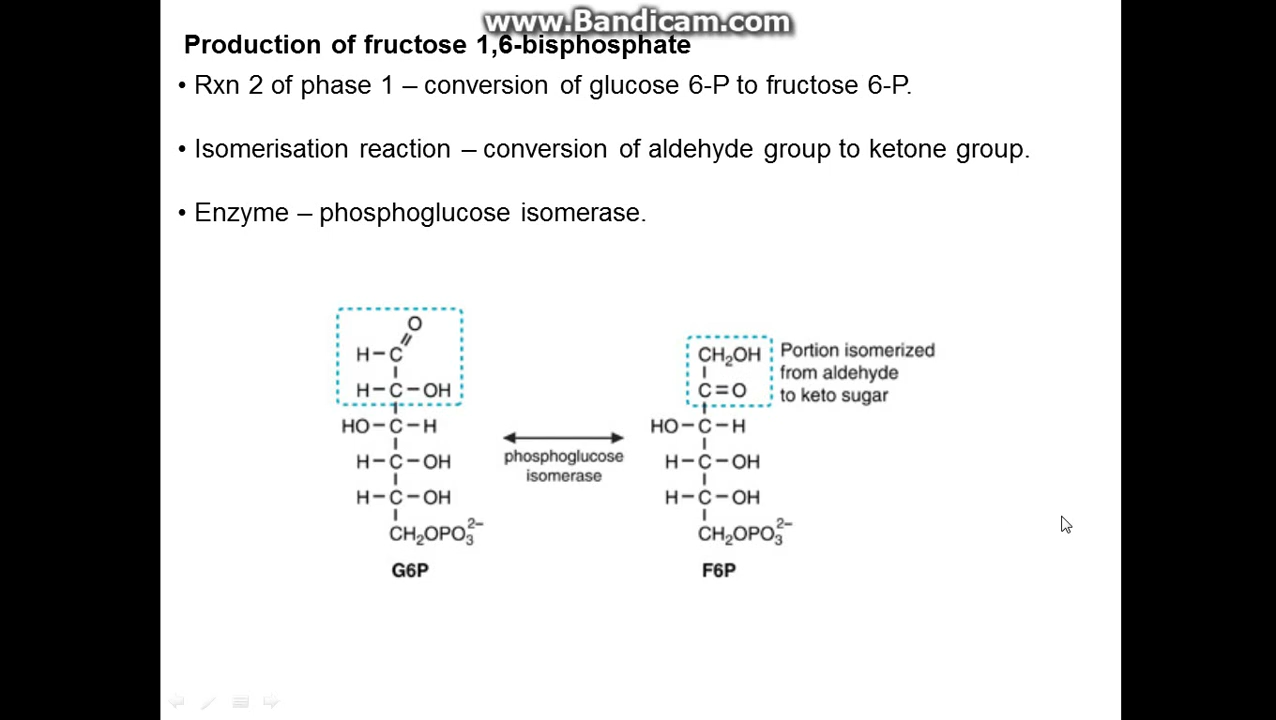 www.Bandicam.com
Production of fructose 1,6-bisphosphate
• Rxn 2 of phase 1 – conversion of glucose 6-P to fructose 6-P.
• Isomerisation reaction – conversion of aldehyde group to ketone group.
• Enzyme – phosphoglucose isomerase.
O
H–C
H–C–OH
HO–C–H
H–C–OH
H–C–OH
CH₂OPO₃²⁻
G6P
phosphoglucose
isomerase
CH₂OH
C=O
HO–C–H
H–C–OH
H–C–OH
CH₂OPO₃²⁻
F6P
Portion isomerized
from aldehyde
to keto sugar